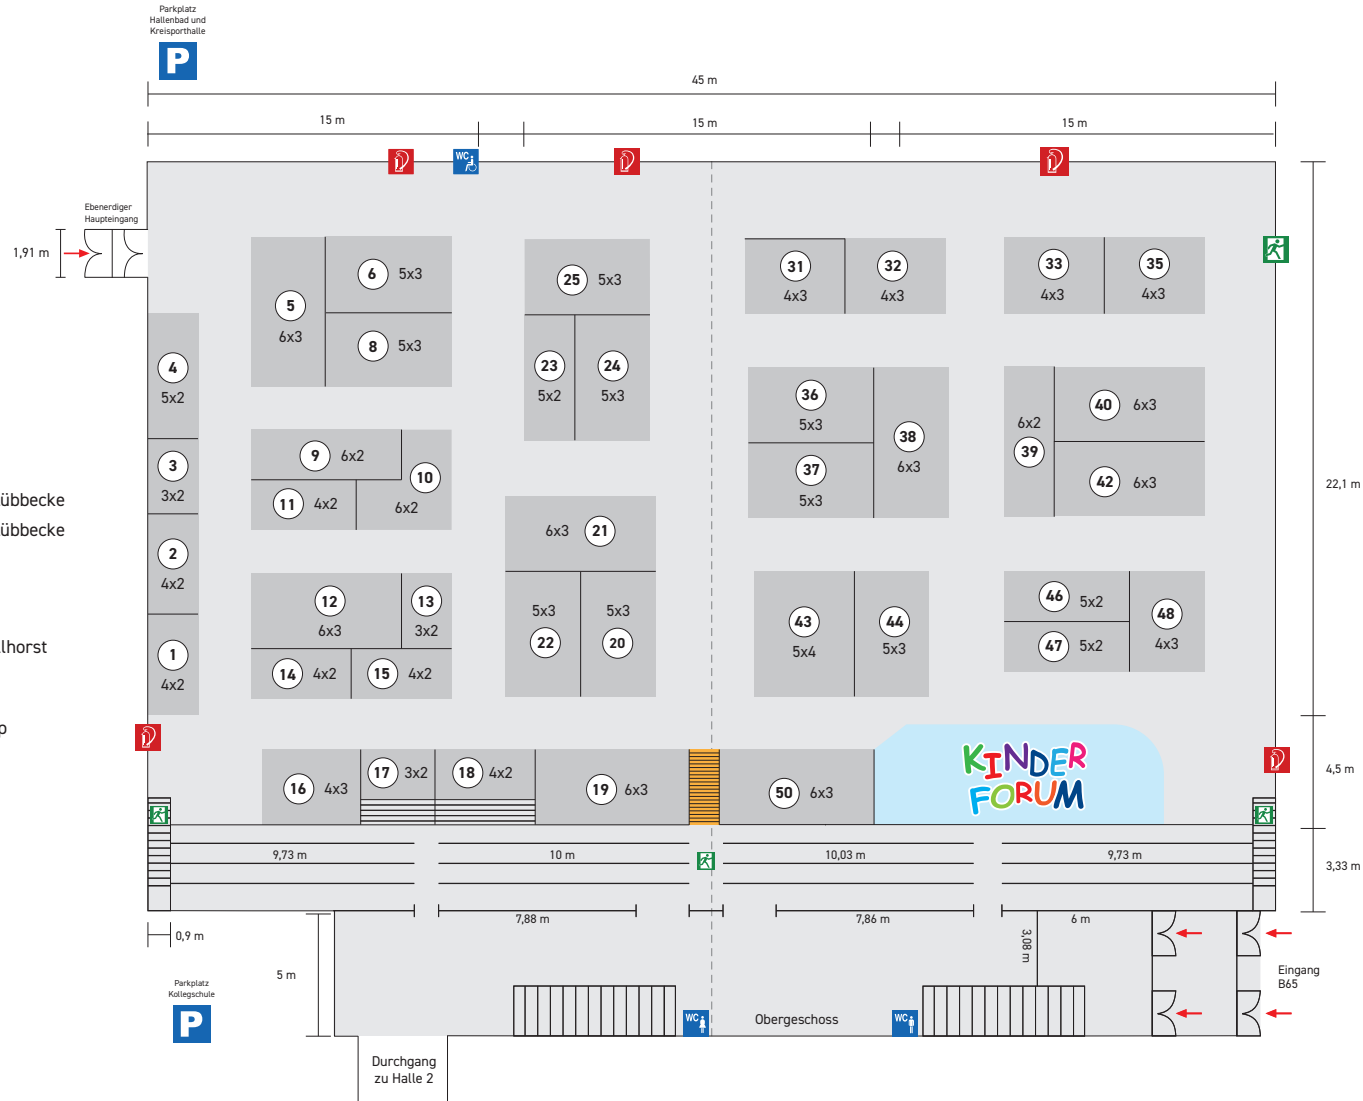 Parkplatz
Hallenbad und
Kreissporthalle
P
45 m
15 m
15 m
15 m
WC
Ebenerdiger
Haupteingang
1,91 m
5
6x3
6 5x3
8 5x3
25 5x3
23
5x2
24
5x3
31
4x3
32
4x3
33
4x3
35
4x3
4
5x2
3
3x2
2
4x2
1
4x2
9 6x2
10
6x2
11 4x2
36
5x3
37
5x3
38
6x3
6x2
39
40 6x3
42 6x3
22,1 m
übbecke
übbecke
lhorst
p
12
6x3
13
3x2
14 4x2
15 4x2
6x3 21
5x3
22
5x3
20
43
5x4
44
5x3
46 5x2
47 5x2
48
4x3
16 4x3
17 3x2
18 4x2
19 6x3
50 6x3
KINDER
FORUM
4,5 m
9,73 m
10 m
10,03 m
9,73 m
3,33 m
7,88 m
7,86 m
6 m
0,9 m
5 m
3,08 m
Eingang
B65
Parkplatz
Kollegschule
P
WC
Obergeschoss
WC
Durchgang
zu Halle 2